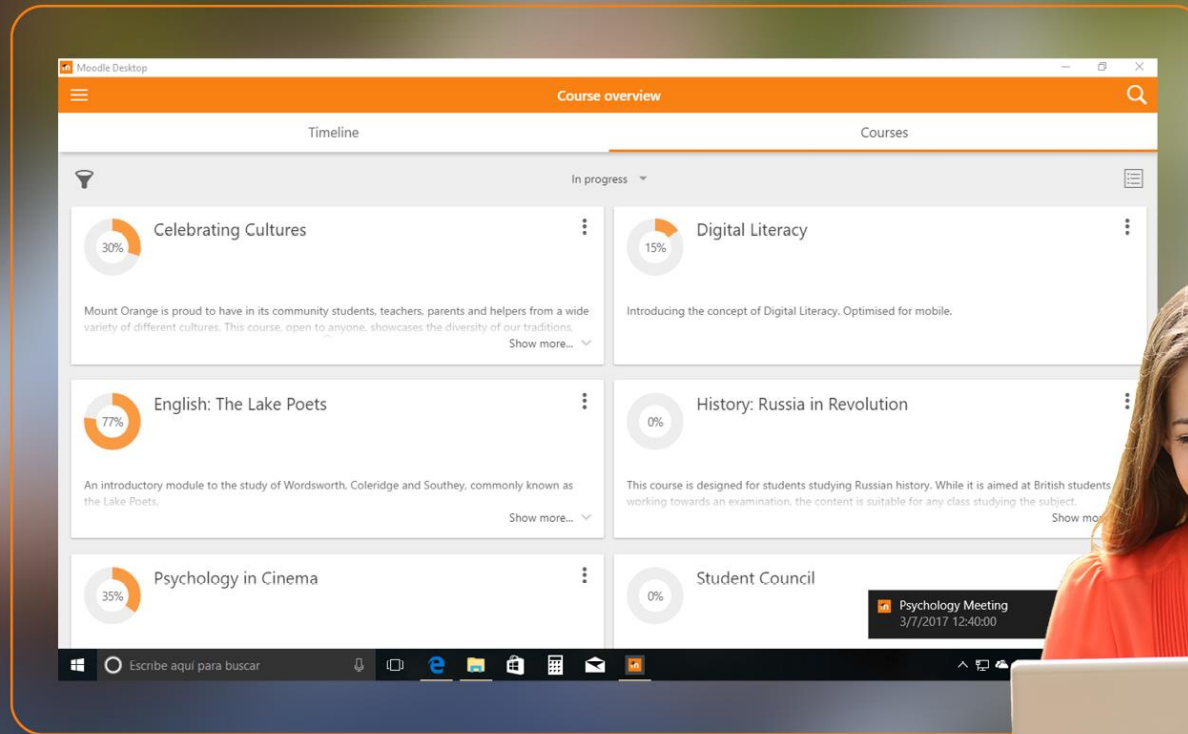 Moodle Desktop
Course overview
Timeline
Courses
In progress
30%
Celebrating Cultures
Mount Orange is proud to have in its community students, teachers, parents and helpers from a wide
variety of different cultures. This course, open to anyone, showcases the diversity of our traditions,
Show more...
15%
Digital Literacy
Introducing the concept of Digital Literacy. Optimised for mobile.
77%
English: The Lake Poets
An introductory module to the study of Wordsworth, Coleridge and Southey, commonly known as
the Lake Poets.
Show more...
0%
History: Russia in Revolution
This course is designed for students studying Russian history. While it is aimed at British students
working towards an examination, the content is suitable for any class studying the subject.
Show
35%
Psychology in Cinema
0%
Student Council
Psychology Meeting
3/7/2017 12:40:00
Escribe aquí para buscar